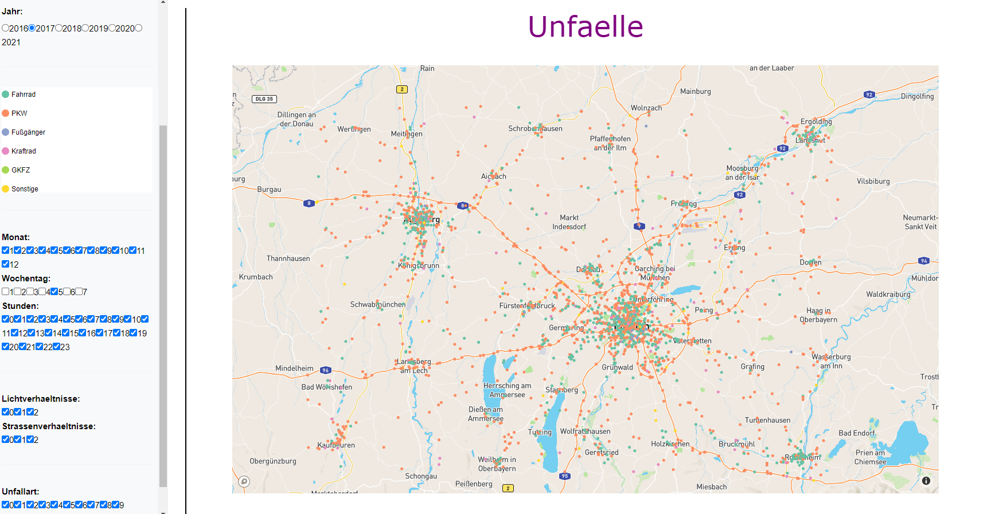 Jahr:
2016 2017 2018 2019 2020
2021
Fahrrad
PKW
Fußgänger
Kraftrad
GKFZ
Sonstige
Monat:
1 2 3 4 5 6 7 8 9 10 11
12
Wochentag:
1 2 3 4 5 6 7
Stunden:
0 1 2 3 4 5 6 7 8 9 10
11 12 13 14 15 16 17 18 19
20 21 22 23
Lichtverhaeltnisse:
0 1 2
Strassenverhaeltnisse:
0 1 2
Unfallart:
0 1 2 3 4 5 6 7 8 9
Unfaelle
Rain
an der Laaber
2
Mainburg
92
Dingolfing
DLG 35
Wolnzach
Dillingen an
der Donau
Ergolding
Wertingen
Meitingen
Schrobenhausen
Pfaffenhofen
an der Ilm
Landshut
92
Moosburg
an der Isar
Aichach
Vilsbiburg
Burgau
92
8
8
Freising
Augsburg
Markt
Indersdorf
9
Neumarkt-
Sankt Veit
Erding
Thannhausen
Königsbrunn
Dachau
Garching bei
München
Dorfen
94
Krumbach
Mühldor
Waldkraiburg
Schwabmünchen
Fürstenfeldbruck
Unterföhring
Poing
Haag in
Oberbayern
Germering
München
Vaterstetten
Landsberg
am Lech
Mindelheim
96
Grünwald
Grafing
Wasserburg
am Inn
Bad Wörishofen
Herrsching am
Ammersee
Starnberg
Trostb
Dießen am
Ammersee
Tr
Tutzing
Wolfratshausen
Tuntenhausen
Bad Endorf
Kaufbeuren
Holzkirchen
Bruckmühl
Geretsried
Rosenheim
Prien am
Chiemsee
Obergünzburg
Weilheim in
Oberbayern
Schongau
95
Peißenberg
2
Miesbach
Marktoberdorf